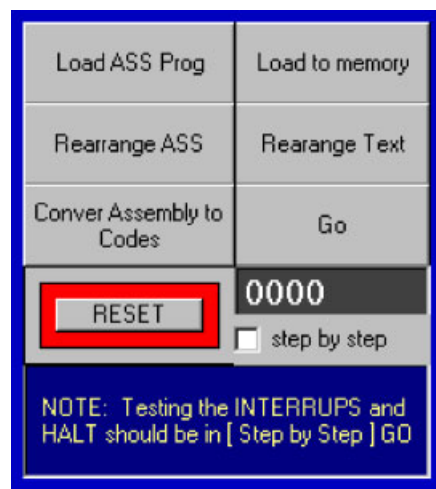 Load ASS Prog
Load to memory
Rearrange ASS
Rearange Text
Conver Assembly to
Codes
Go
RESET
0000
step by step
NOTE: Testing the INTERRUPS and
HALT should be in [ Step by Step ] GO